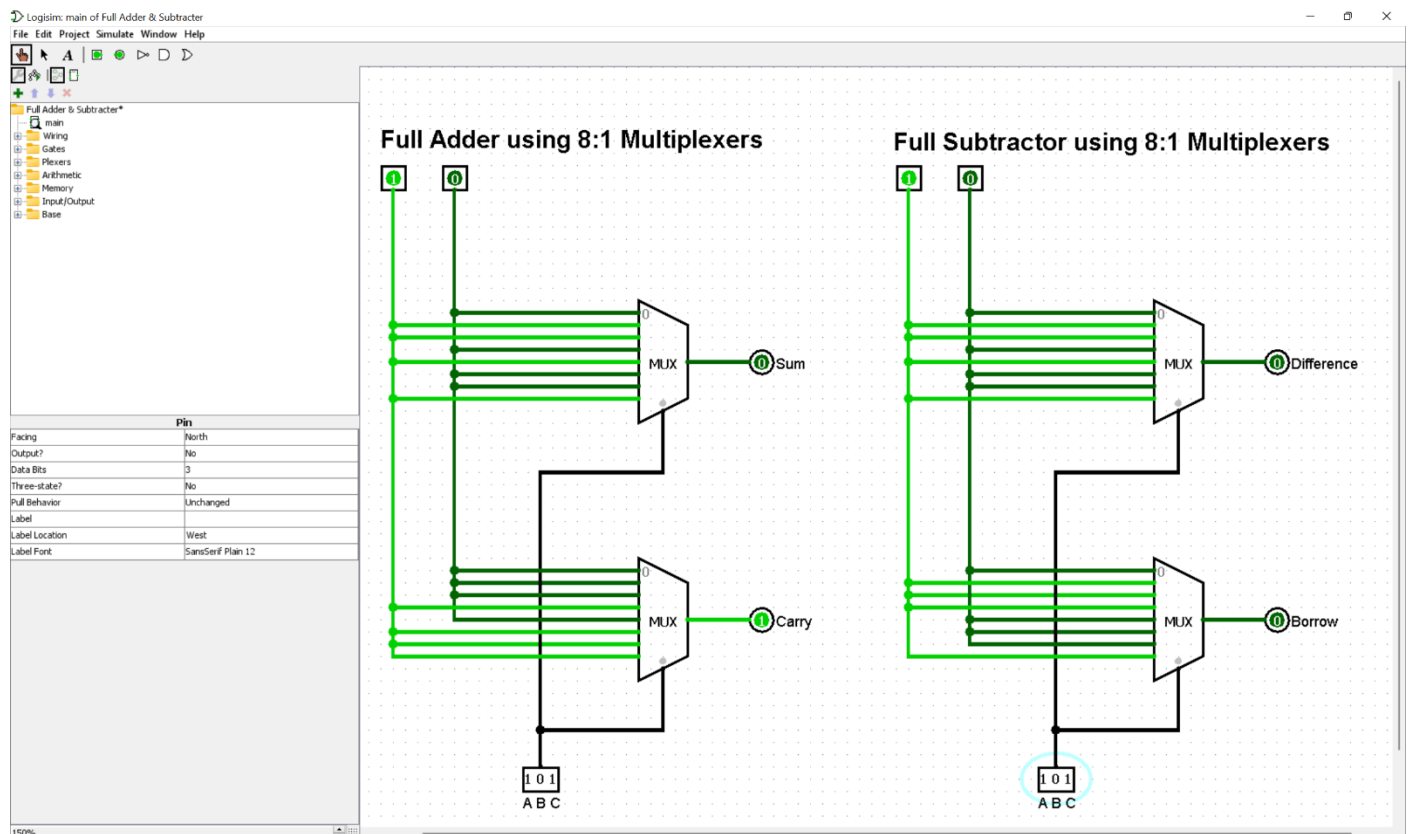 Logisim: main of Full Adder & Subtracter
File Edit Project Simulate Window Help
A
Full Adder & Subtracter*
main
Wiring
Gates
Plexers
Arithmetic
Memory
Input/Output
Base
Pin
Facing North
Output? No
Data Bits 3
Three-state? No
Pull Behavior Unchanged
Label
Label Location West
Label Font SansSerif Plain 12
150%
Full Adder using 8:1 Multiplexers
1 0
0
MUX
0 Sum
0
MUX
1 Carry
1 0 1
A B C
Full Subtractor using 8:1 Multiplexers
1 0
0
MUX
0 Difference
0
MUX
0 Borrow
1 0 1
A B C